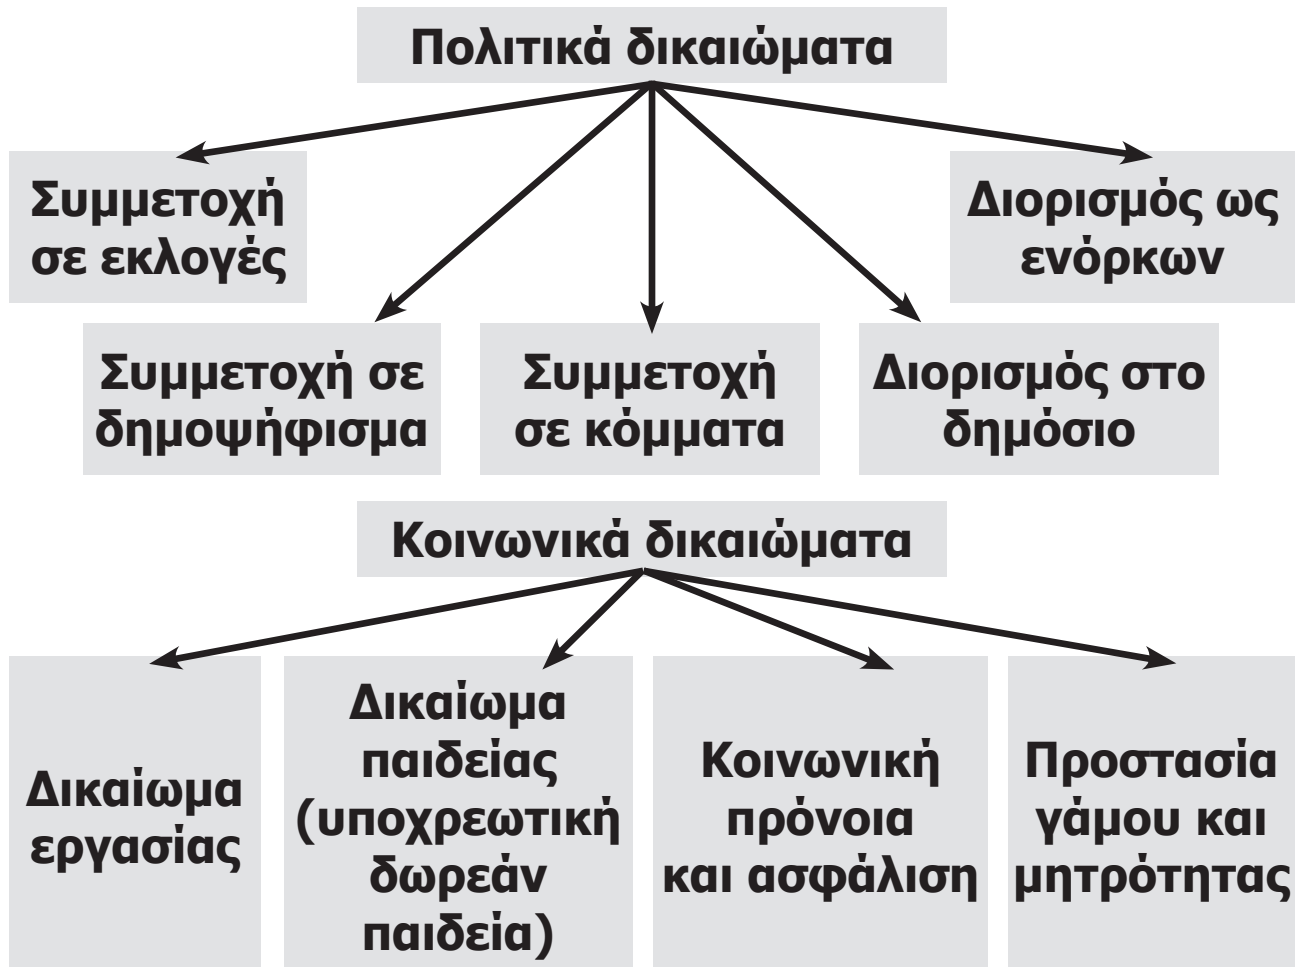 Πολιτικά δικαιώματα
Συμμετοχή
σε εκλογές
Διορισμός ως
ενόρκων
Συμμετοχή σε
δημοψήφισμα
Συμμετοχή
σε κόμματα
Διορισμός στο
δημόσιο
Κοινωνικά δικαιώματα
Δικαίωμα
εργασίας
Δικαίωμα
παιδείας
(υποχρεωτική
δωρεάν
παιδεία)
Κοινωνική
πρόνοια
και ασφάλιση
Προστασία
γάμου και
μητρότητας